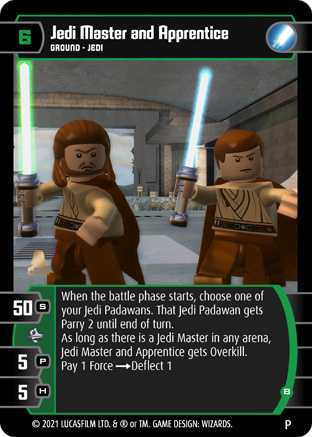 6
Jedi Master and Apprentice
GROUND - JEDI
50 S
5 P
5 H
When the battle phase starts, choose one of
your Jedi Padawans. That Jedi Padawan gets
Parry 2 until end of turn.
As long as there is a Jedi Master in any arena,
Jedi Master and Apprentice gets Overkill.
Pay 1 Force ⟶Deflect 1
B
© 2021 LUCASFILM LTD. & ® or TM. GAME DESIGN: WIZARDS.
P